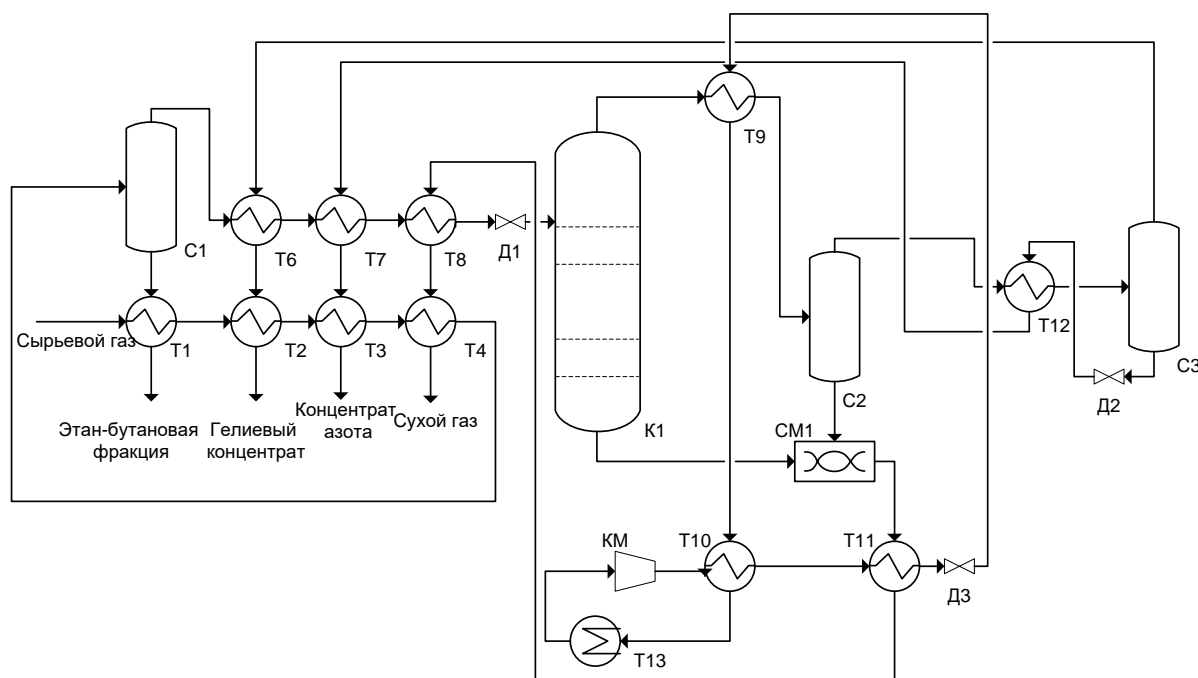 Т9
С1
Т6
Т7
Т8
Д1
Т12
С3
Сырьевой газ
Т1
Т2
Т3
Т4
Д2
С2
Этан-бутановая
фракция
Гелиевый
концентрат
Концентрат
азота
Сухой газ
К1
СМ1
КМ
Т10
Т11
Д3
Т13